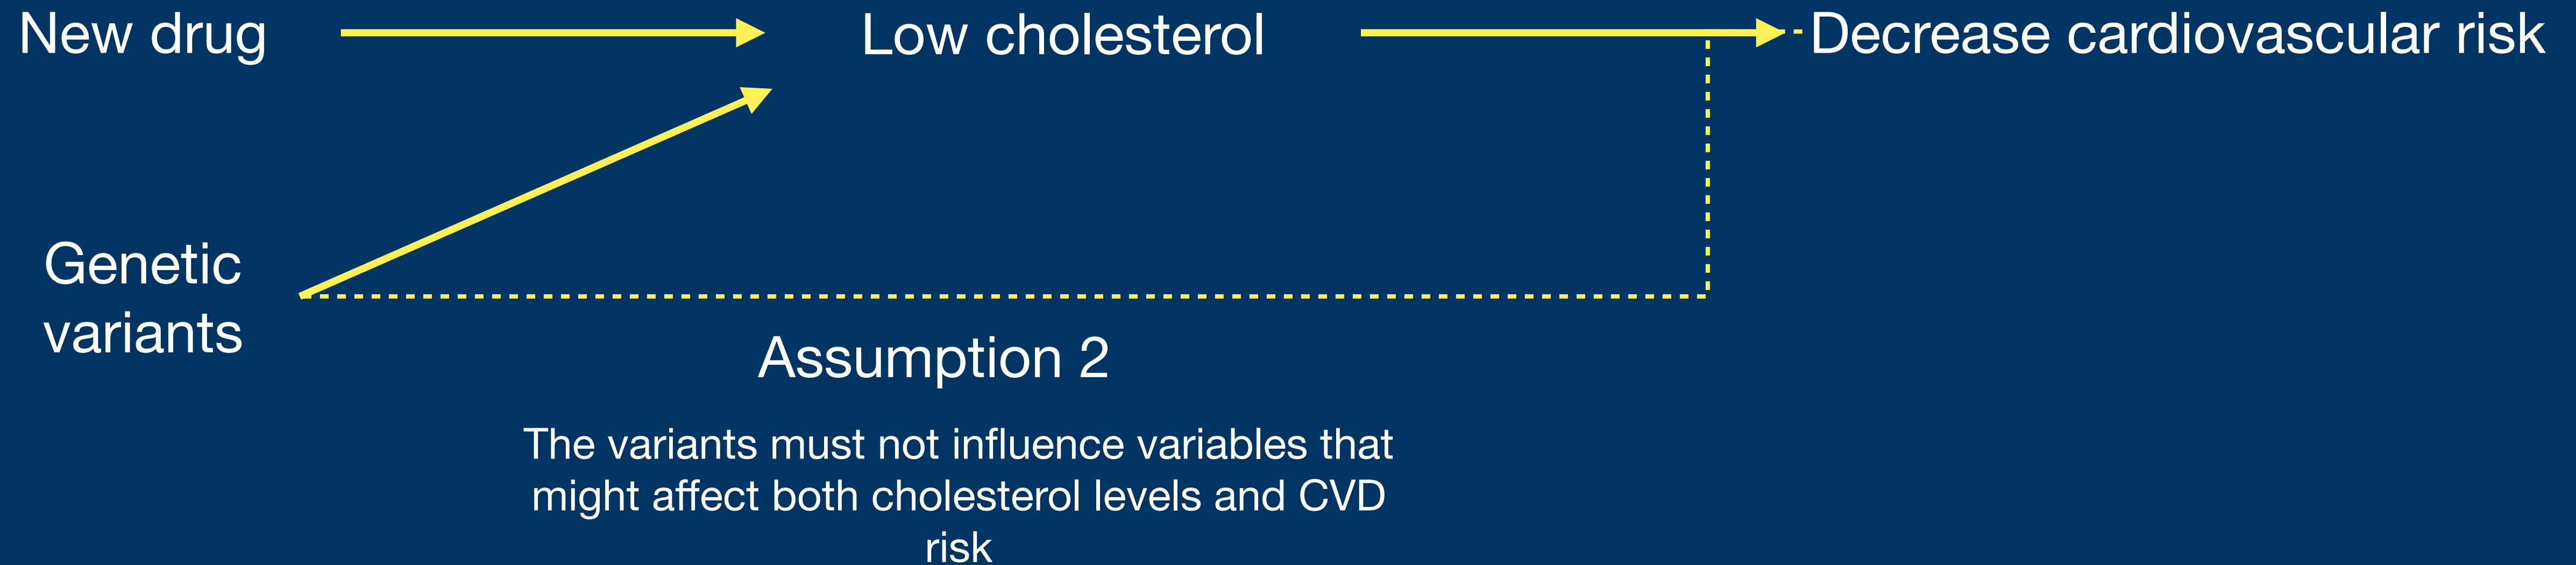 New drug
Low cholesterol
Decrease cardiovascular risk
Genetic
variants
Assumption 2
The variants must not influence variables that
might affect both cholesterol levels and CVD
risk